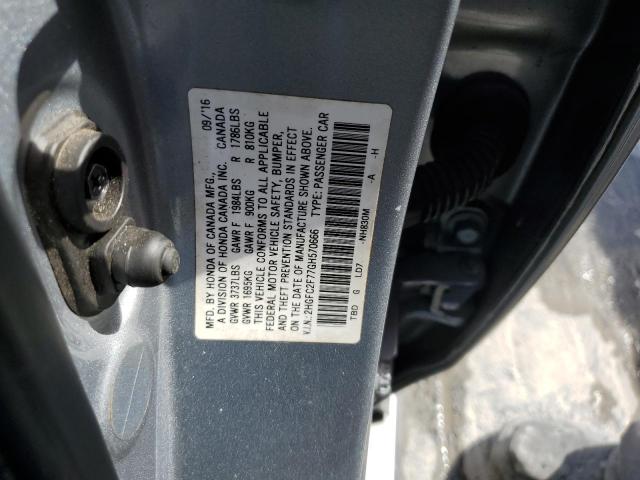 MFD. BY HONDA OF CANADA MFG., 09/'16
A DIVISION OF HONDA CANADA INC. CANADA
GVWR 3737LBS GAWR F 1984LBS R 1786LBS
GVWR 1695KG GAWR F 900KG R 810KG
THIS VEHICLE CONFORMS TO ALL APPLICABLE
FEDERAL MOTOR VEHICLE SAFETY, BUMPER,
AND THEFT PREVENTION STANDARDS IN EFFECT
ON THE DATE OF MANUFACTURE SHOWN ABOVE.
V.I.N.: 2HGFC2F77GH570666 TYPE: PASSENGER CAR
NH830M -A -H
TBD G LD7